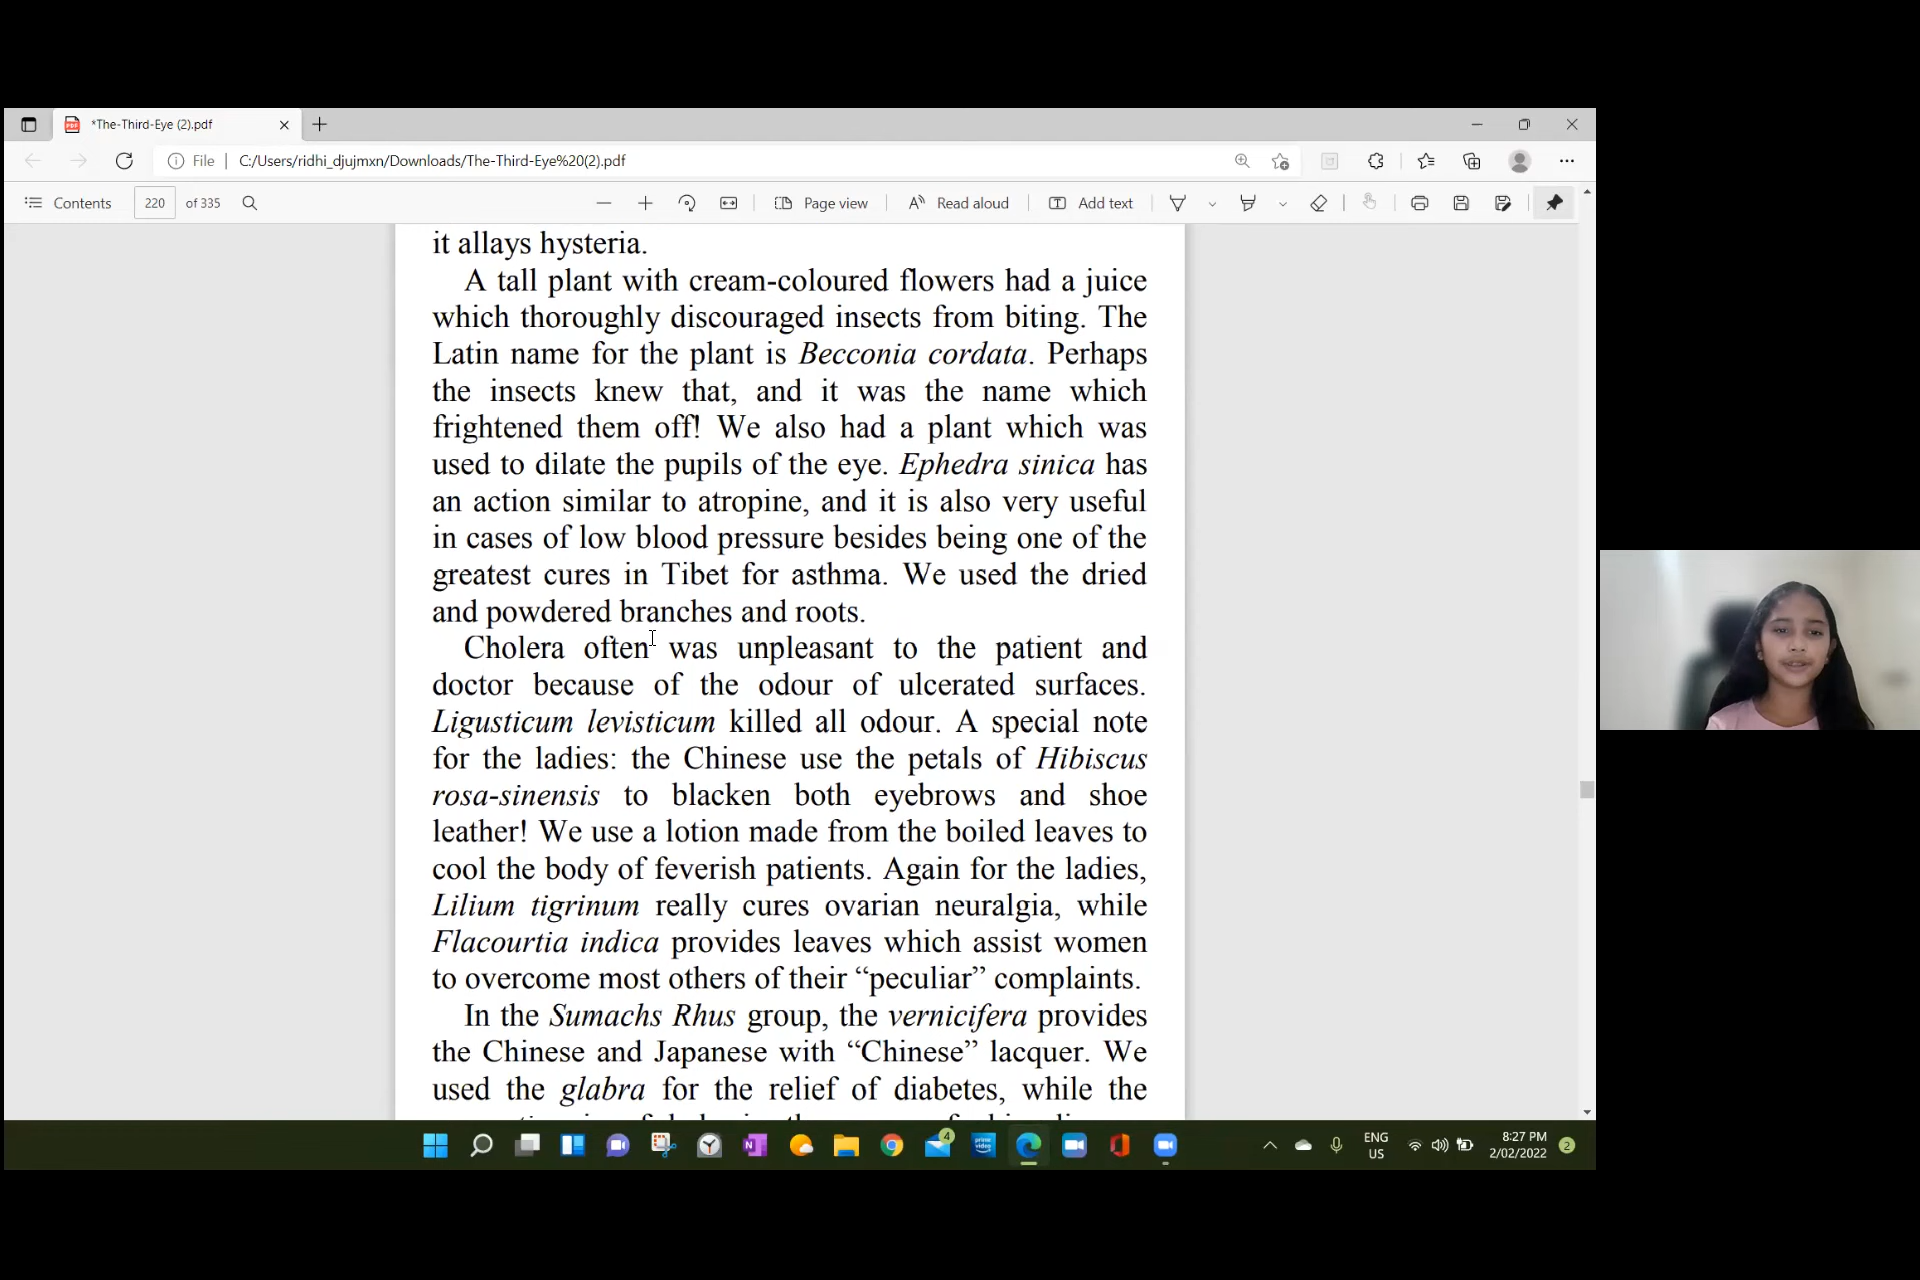 *The-Third-Eye (2).pdf
File C:/Users/ridhi_djujmxn/Downloads/The-Third-Eye%20(2).pdf
Contents 220 of 335 Page view Read aloud Add text
it allays hysteria.
A tall plant with cream-coloured flowers had a juice
which thoroughly discouraged insects from biting. The
Latin name for the plant is Becconia cordata. Perhaps
the insects knew that, and it was the name which
frightened them off! We also had a plant which was
used to dilate the pupils of the eye. Ephedra sinica has
an action similar to atropine, and it is also very useful
in cases of low blood pressure besides being one of the
greatest cures in Tibet for asthma. We used the dried
and powdered branches and roots.
Cholera often was unpleasant to the patient and
doctor because of the odour of ulcerated surfaces.
Ligusticum levisticum killed all odour. A special note
for the ladies: the Chinese use the petals of Hibiscus
rosa-sinensis to blacken both eyebrows and shoe
leather! We use a lotion made from the boiled leaves to
cool the body of feverish patients. Again for the ladies,
Lilium tigrinum really cures ovarian neuralgia, while
Flacourtia indica provides leaves which assist women
to overcome most others of their “peculiar” complaints.
In the Sumachs Rhus group, the vernicifera provides
the Chinese and Japanese with “Chinese” lacquer. We
used the glabra for the relief of diabetes, while the
4
prime video
ENG
US
8:27 PM
2/02/2022
2